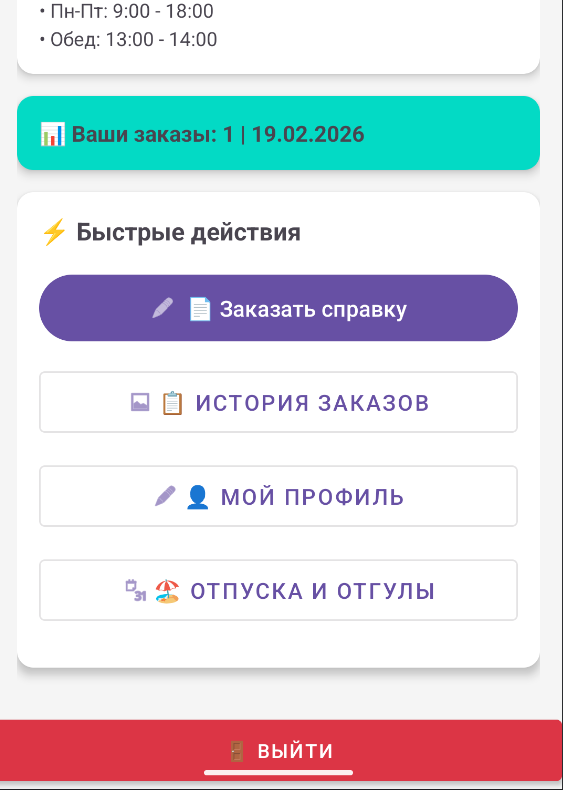 • Пн-Пт: 9:00 - 18:00
• Обед: 13:00 - 14:00
📊 Ваши заказы: 1 | 19.02.2026
⚡ Быстрые действия
📄 Заказать справку
📋 ИСТОРИЯ ЗАКАЗОВ
👤 МОЙ ПРОФИЛЬ
31 🏖️ ОТПУСКА И ОТГУЛЫ
🚪 ВЫЙТИ